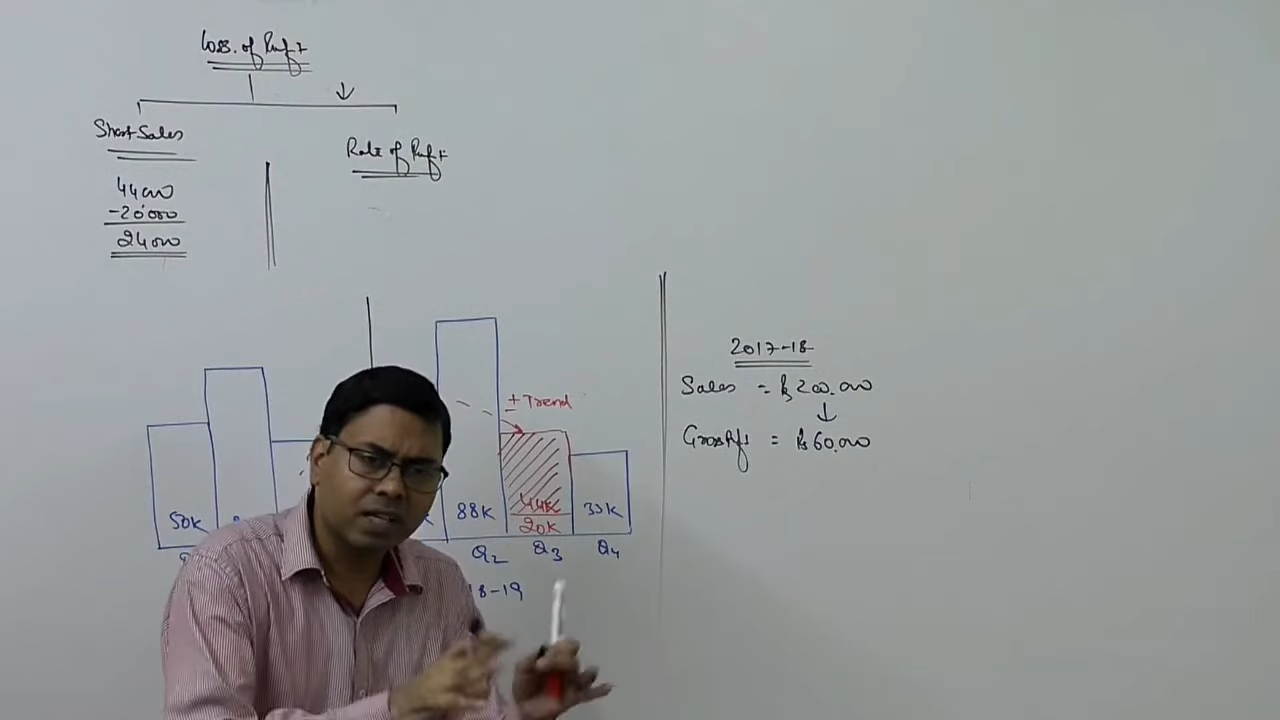 Loss of Profit
Short Sales
Rate of Profit
44000
-20000
24000
± Trend
50K
88K
44K
20K
33K
Q2
Q3
Q4
18-19
2017-18
Sales = Rs 200,000
Gross Pft = Rs 60,000